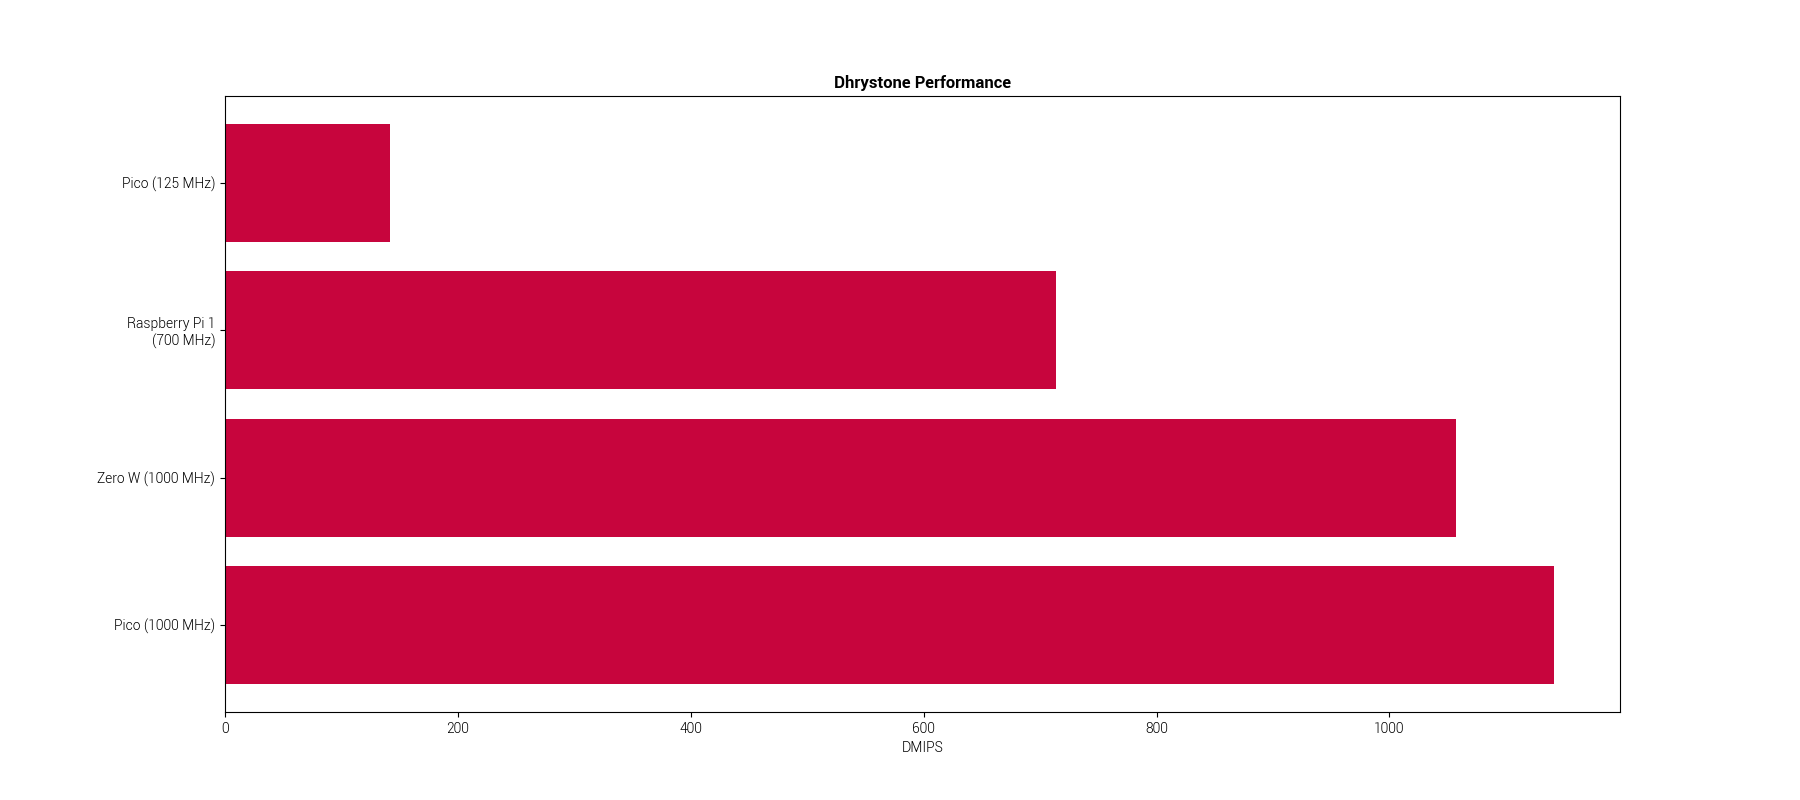 Dhrystone Performance
Pico (125 MHz)
Raspberry Pi 1
(700 MHz)
Zero W (1000 MHz)
Pico (1000 MHz)
0 200 400 600 800 1000
DMIPS